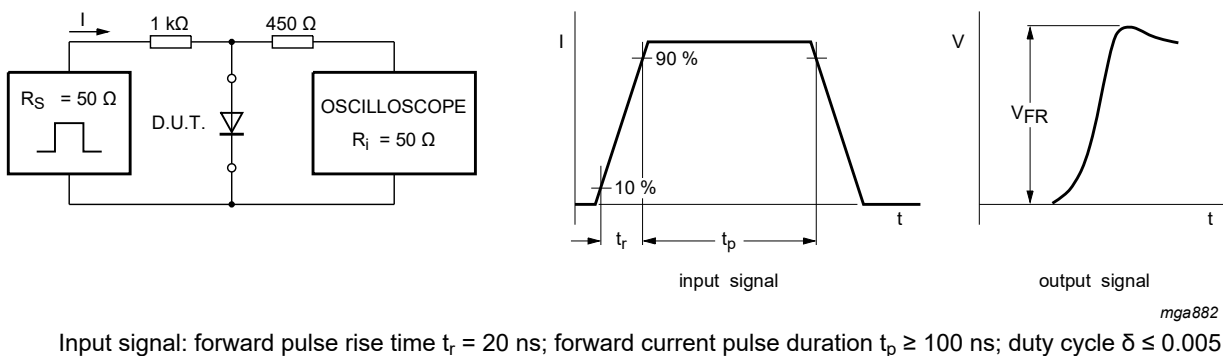 I
1 kΩ
450 Ω
R_S = 50 Ω
D.U.T.
OSCILLOSCOPE
R_i = 50 Ω
I
90 %
10 %
t
t_r
t_p
input signal
V
V_FR
t
output signal
mga882
Input signal: forward pulse rise time t_r = 20 ns; forward current pulse duration t_p ≥ 100 ns; duty cycle δ ≤ 0.005